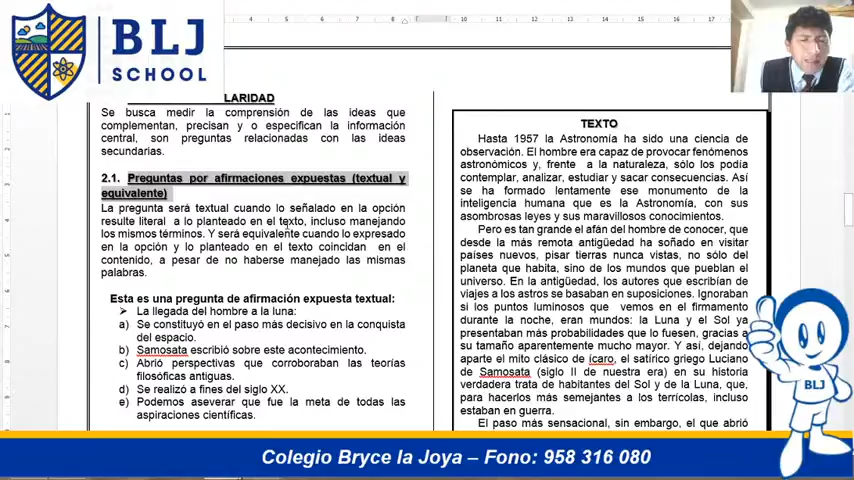 BLJ
SCHOOL
LARIDAD
Se busca medir la comprensión de las ideas que
complementan, precisan y o especifican la información
central, son preguntas relacionadas con las ideas
secundarias.
2.1. Preguntas por afirmaciones expuestas (textual y
equivalente)
La pregunta será textual cuando lo señalado en la opción
resulte literal a lo planteado en el texto, incluso manejando
los mismos términos. Y será equivalente cuando lo expresado
en la opción y lo planteado en el texto coincidan en el
contenido, a pesar de no haberse manejado las mismas
palabras.
Esta es una pregunta de afirmación expuesta textual:
➢ La llegada del hombre a la luna:
a) Se constituyó en el paso más decisivo en la conquista
del espacio.
b) Samosata escribió sobre este acontecimiento.
c) Abrió perspectivas que corroboraban las teorías
filosóficas antiguas.
d) Se realizó a fines del siglo XX.
e) Podemos aseverar que fue la meta de todas las
aspiraciones científicas.
TEXTO
Hasta 1957 la Astronomía ha sido una ciencia de
observación. El hombre era capaz de provocar fenómenos
astronómicos y, frente a la naturaleza, sólo los podía
contemplar, analizar, estudiar y sacar consecuencias. Así
se ha formado lentamente ese monumento de la
inteligencia humana que es la Astronomía, con sus
asombrosas leyes y sus maravillosos conocimientos.
Pero es tan grande el afán del hombre de conocer, que
desde la más remota antigüedad ha soñado en visitar
países nuevos, pisar tierras nunca vistas, no sólo del
planeta que habita, sino de los mundos que pueblan el
universo. En la antigüedad, los autores que escribían de
viajes a los astros se basaban en suposiciones. Ignoraban
si los puntos luminosos que vemos en el firmamento
durante la noche, eran mundos: la Luna y el Sol ya
presentaban más probabilidades que lo fuesen, gracias a
su tamaño aparentemente mucho mayor. Y así, dejando
aparte el mito clásico de ícaro, el satírico griego Luciano
de Samosata (siglo II de nuestra era) en su historia
verdadera trata de habitantes del Sol y de la Luna, que,
para hacerlos más semejantes a los terrícolas, incluso
estaban en guerra.
El paso más sensacional, sin embargo, el que abrió
BLJ
Colegio Bryce la Joya – Fono: 958 316 080